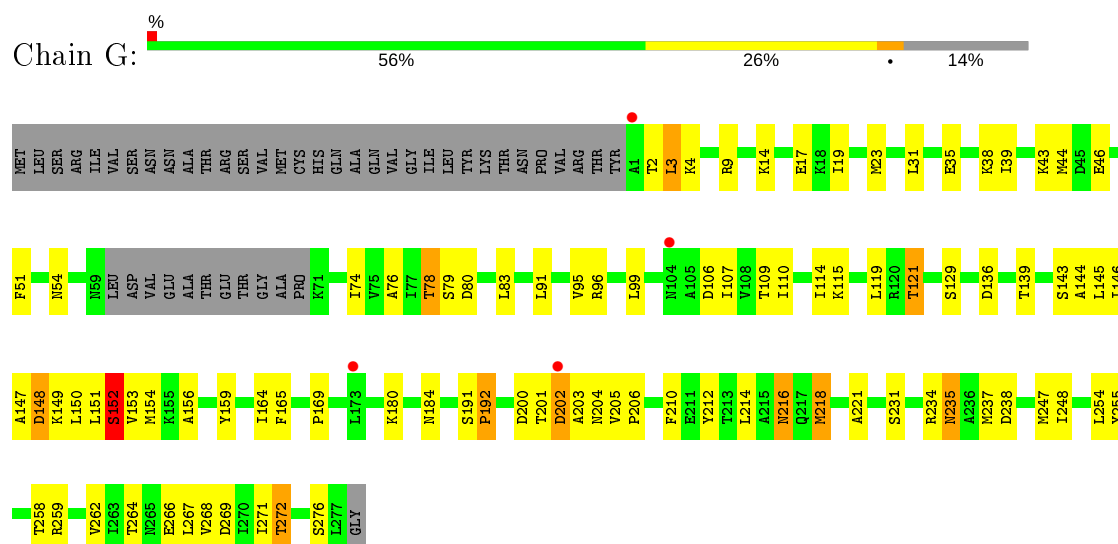 %
Chain G:
56% 26% • 14%
MET LEU SER ARG ILE VAL SER ASN ASN ALA THR ARG SER VAL MET CYS HIS GLN ALA GLN VAL GLY ILE LEU TYR LYS THR ASN PRO VAL ARG THR TYR A1 T2 L3 K4 R9 K14 E17 K18 I19 M23 L31 E35 K38 I39 K43 M44 D45 E46
F51 N54 N59 LEU ASP VAL GLU ALA THR GLU THR GLY ALA PRO K71 I74 V75 A76 I77 T78 S79 D80 L83 L91 V95 R96 L99 N104 A105 D106 I107 V108 T109 I110 I114 K115 L119 R120 T121 S129 D136 T139 S143 A144 L145 I146
A147 D148 K149 L150 L151 S152 V153 M154 K155 A156 Y159 I164 F165 P169 L173 K180 N184 S191 P192 D200 T201 D202 A203 N204 V205 P206 F210 E211 Y212 T213 L214 A215 N216 Q217 M218 A221 S231 R234 N235 A236 M237 D238 M247 I248 L254 Y255
T258 R259 V262 I263 T264 N265 E266 L267 V268 D269 I270 I271 T272 S276 L277 GLY